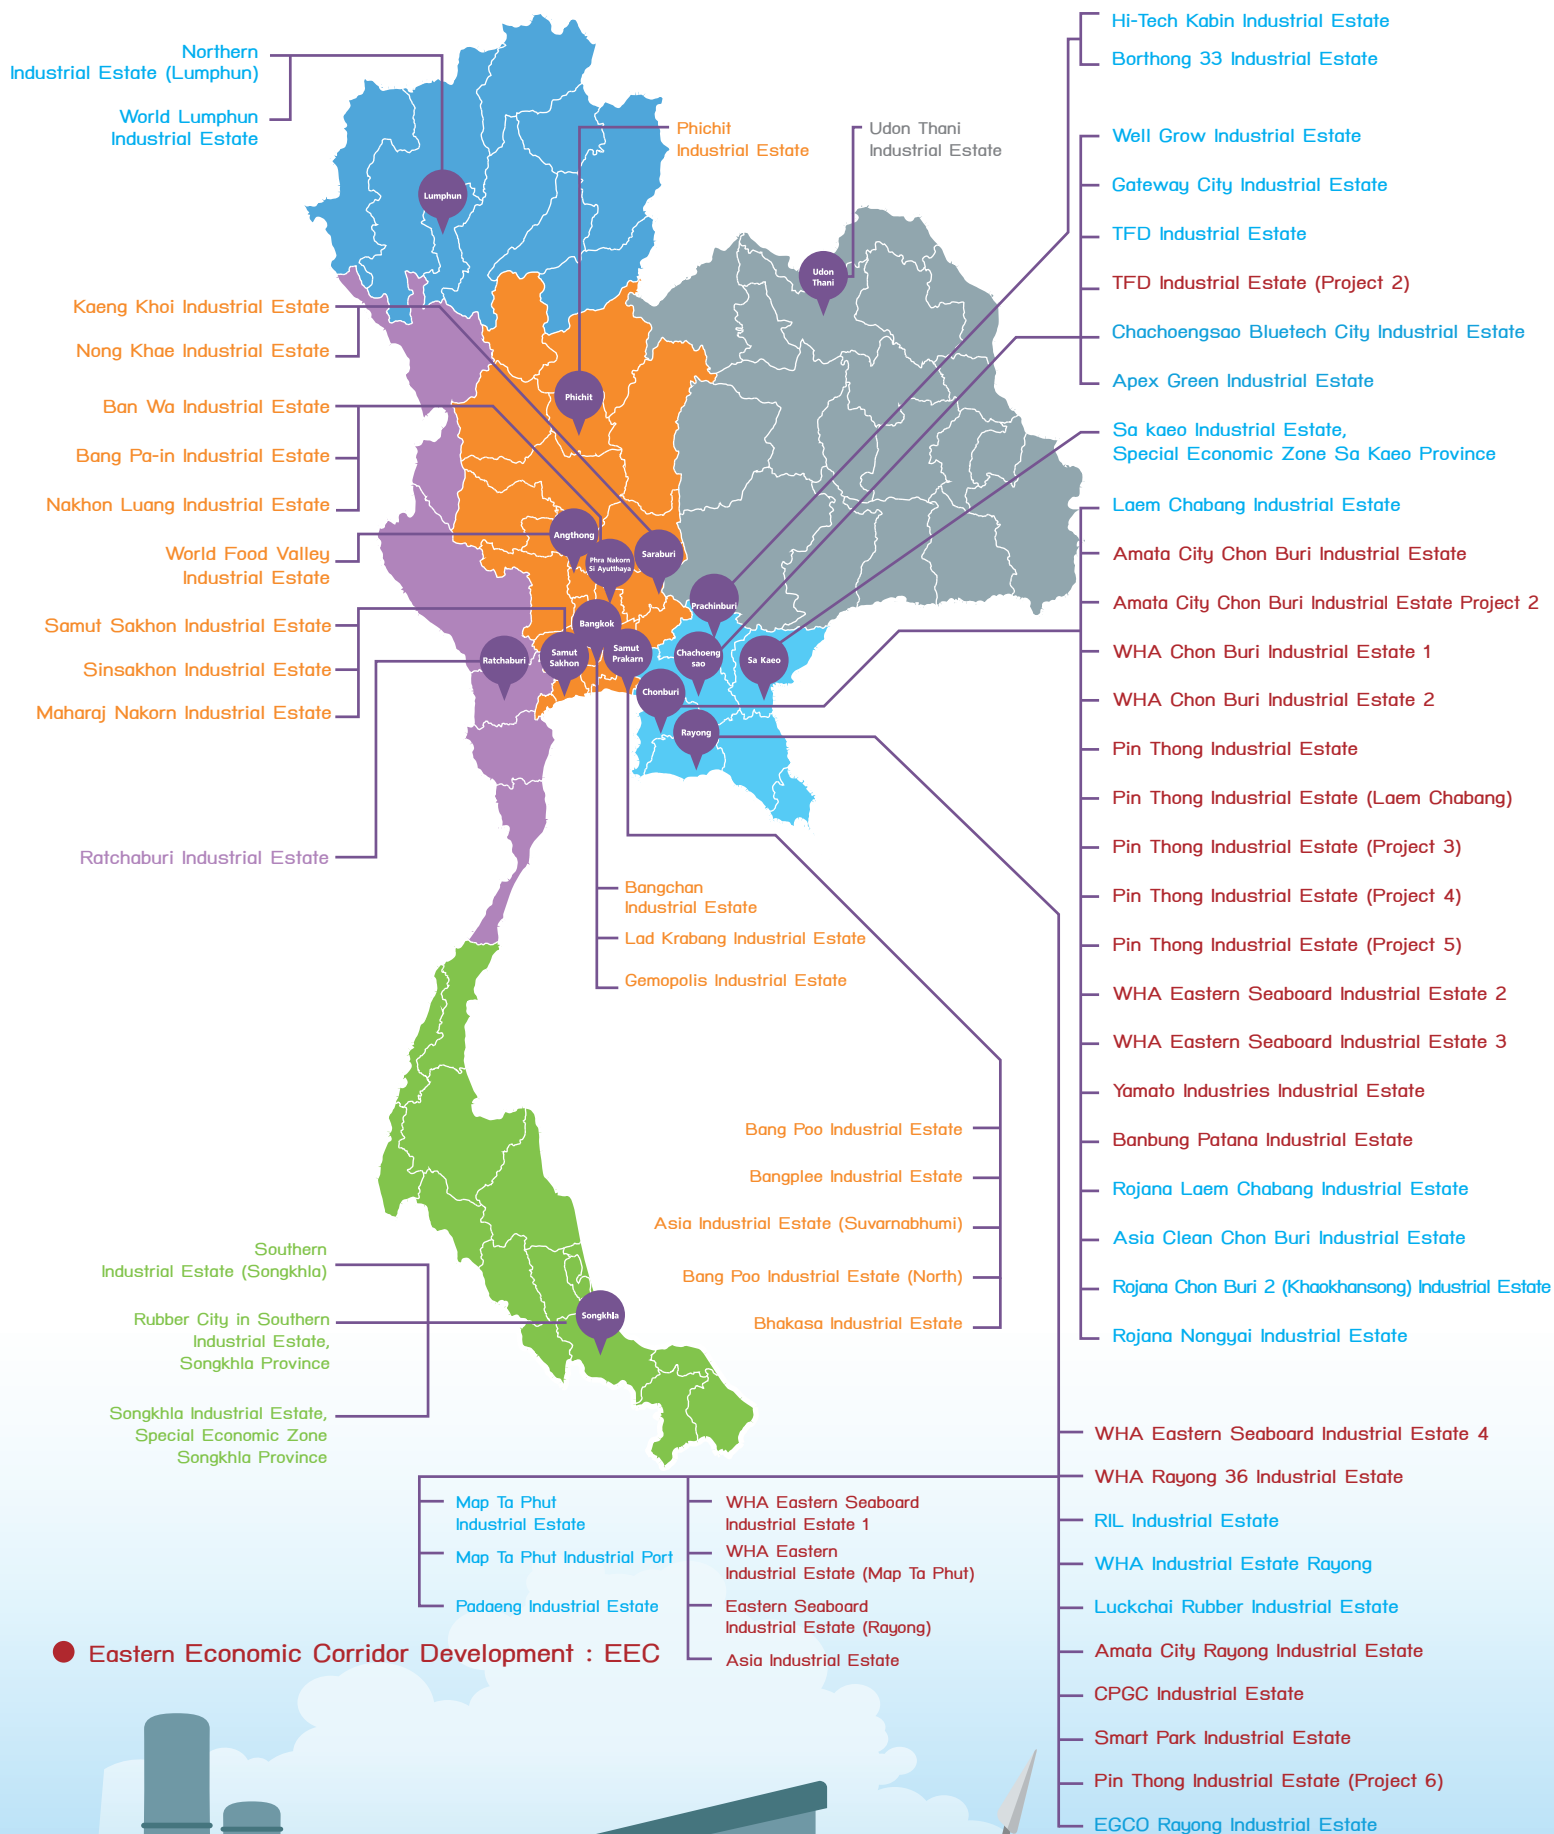 Northern
Industrial Estate (Lumphun)
World Lumphun
Industrial Estate
Phichit
Industrial Estate
Udon Thani
Industrial Estate
Kaeng Khoi Industrial Estate
Nong Khae Industrial Estate
Ban Wa Industrial Estate
Bang Pa-in Industrial Estate
Nakhon Luang Industrial Estate
World Food Valley
Industrial Estate
Samut Sakhon Industrial Estate
Sinsakhon Industrial Estate
Maharaj Nakorn Industrial Estate
Ratchaburi Industrial Estate
Lumphun
Udon
Thani
Phichit
Angthong
Phra Nakorn
Si Ayutthaya
Saraburi
Prachinburi
Bangkok
Samut
Sakhon
Samut
Prakarn
Ratchaburi
Chachoeng
sao
Sa Kaeo
Chonburi
Rayong
Songkhla
Hi-Tech Kabin Industrial Estate
Borthong 33 Industrial Estate
Well Grow Industrial Estate
Gateway City Industrial Estate
TFD Industrial Estate
TFD Industrial Estate (Project 2)
Chachoengsao Bluetech City Industrial Estate
Apex Green Industrial Estate
Sa kaeo Industrial Estate,
Special Economic Zone Sa Kaeo Province
Laem Chabang Industrial Estate
Amata City Chon Buri Industrial Estate
Amata City Chon Buri Industrial Estate Project 2
WHA Chon Buri Industrial Estate 1
WHA Chon Buri Industrial Estate 2
Pin Thong Industrial Estate
Pin Thong Industrial Estate (Laem Chabang)
Pin Thong Industrial Estate (Project 3)
Pin Thong Industrial Estate (Project 4)
Pin Thong Industrial Estate (Project 5)
WHA Eastern Seaboard Industrial Estate 2
WHA Eastern Seaboard Industrial Estate 3
Yamato Industries Industrial Estate
Banbung Patana Industrial Estate
Rojana Laem Chabang Industrial Estate
Asia Clean Chon Buri Industrial Estate
Rojana Chon Buri 2 (Khaokhansong) Industrial Estate
Rojana Nongyai Industrial Estate
Bangchan
Industrial Estate
Lad Krabang Industrial Estate
Gemopolis Industrial Estate
Bang Poo Industrial Estate
Bangplee Industrial Estate
Asia Industrial Estate (Suvarnabhumi)
Bang Poo Industrial Estate (North)
Bhakasa Industrial Estate
Southern
Industrial Estate (Songkhla)
Rubber City in Southern
Industrial Estate,
Songkhla Province
Songkhla Industrial Estate,
Special Economic Zone
Songkhla Province
Map Ta Phut
Industrial Estate
Map Ta Phut Industrial Port
Padaeng Industrial Estate
WHA Eastern Seaboard
Industrial Estate 1
WHA Eastern
Industrial Estate (Map Ta Phut)
Eastern Seaboard
Industrial Estate (Rayong)
Asia Industrial Estate
WHA Eastern Seaboard Industrial Estate 4
WHA Rayong 36 Industrial Estate
RIL Industrial Estate
WHA Industrial Estate Rayong
Luckchai Rubber Industrial Estate
Amata City Rayong Industrial Estate
CPGC Industrial Estate
Smart Park Industrial Estate
Pin Thong Industrial Estate (Project 6)
EGCO Rayong Industrial Estate
Eastern Economic Corridor Development : EEC